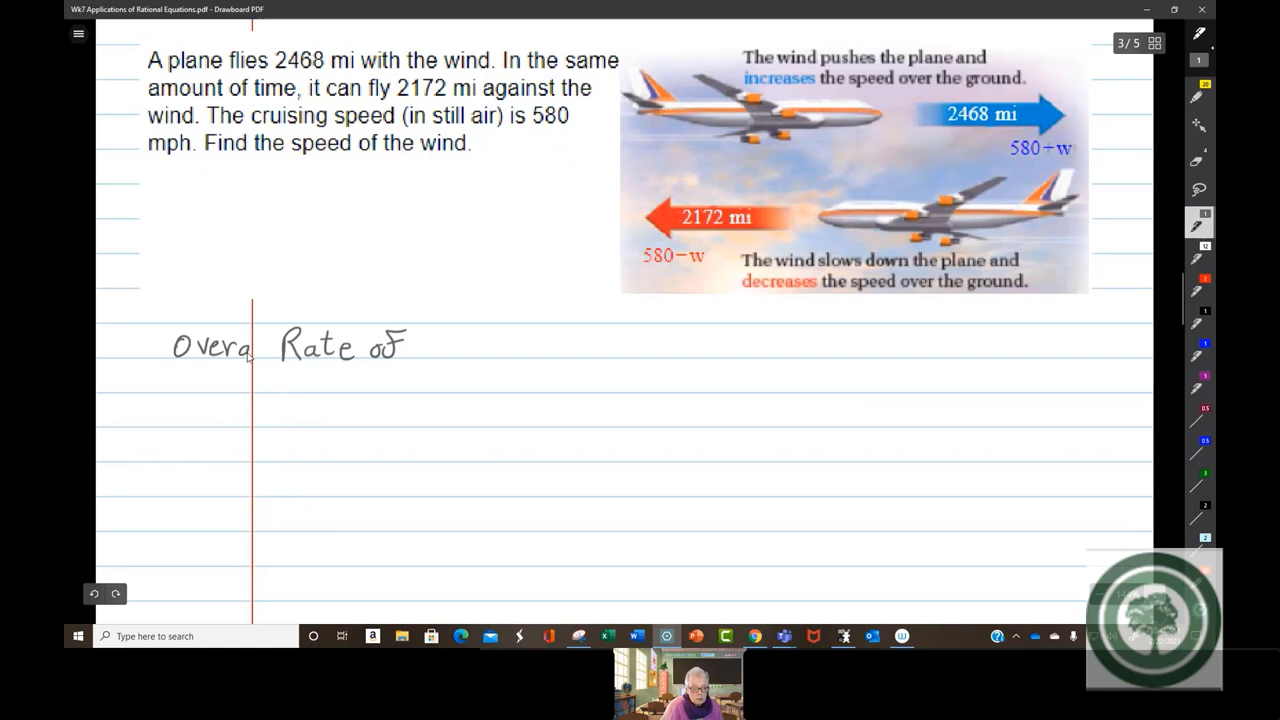 Wk7 Applications of Rational Equations.pdf - Drawboard PDF
3/5
A plane flies 2468 mi with the wind. In the same
amount of time, it can fly 2172 mi against the
wind. The cruising speed (in still air) is 580
mph. Find the speed of the wind.
The wind pushes the plane and
increases the speed over the ground.
2468 mi
580+w
2172 mi
580−w
The wind slows down the plane and
decreases the speed over the ground.
Overa Rate of
Type here to search